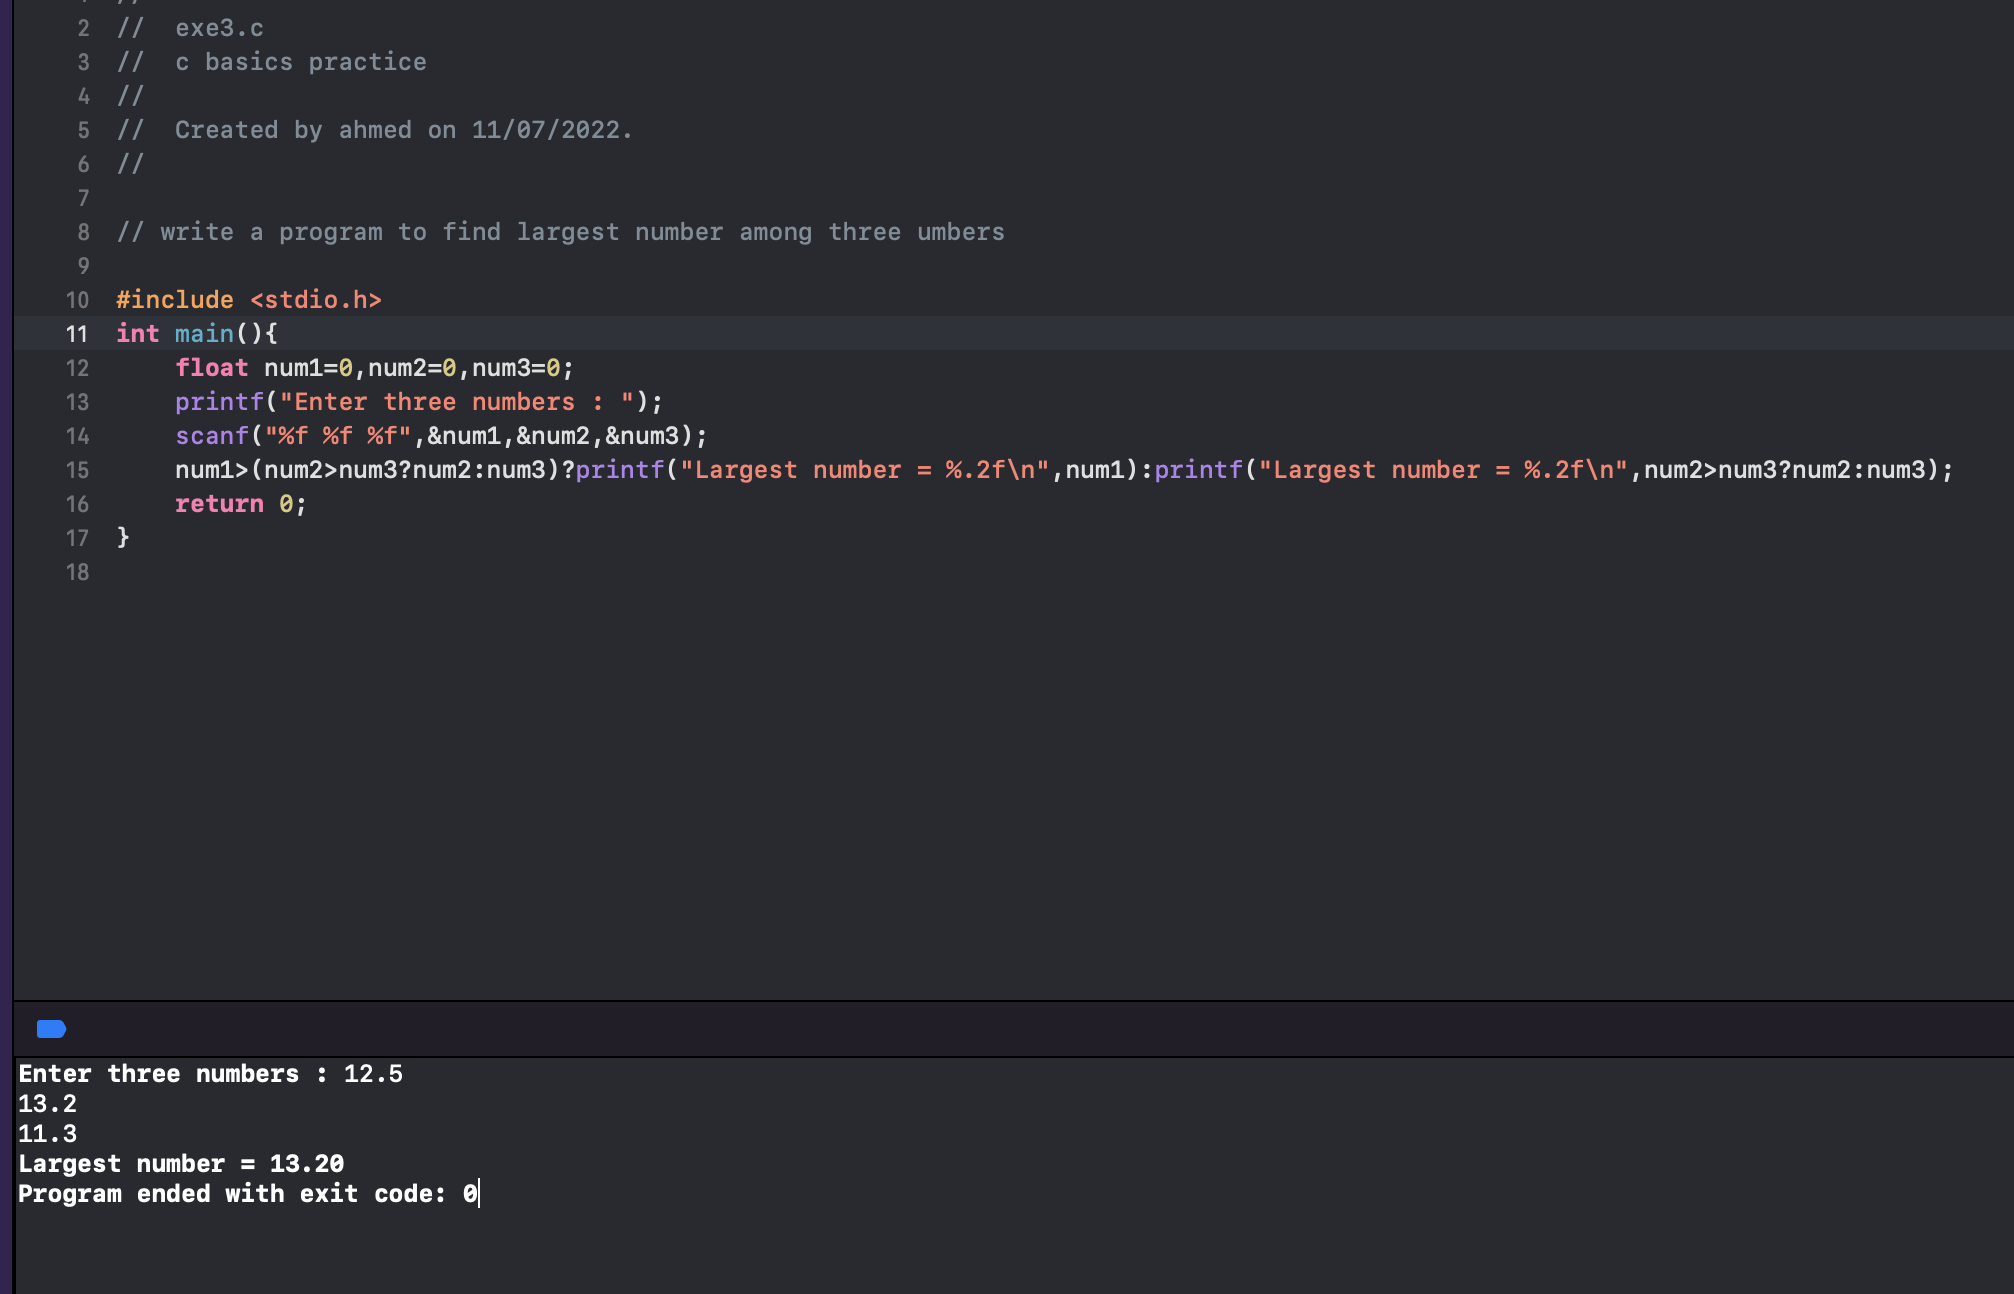 2 //  exe3.c
3 //  c basics practice
4 //
5 //  Created by ahmed on 11/07/2022.
6 //
7
8 // write a program to find largest number among three umbers
9
10 #include <stdio.h>
11 int main(){
12     float num1=0,num2=0,num3=0;
13     printf("Enter three numbers : ");
14     scanf("%f %f %f",&num1,&num2,&num3);
15     num1>(num2>num3?num2:num3)?printf("Largest number = %.2f\n",num1):printf("Largest number = %.2f\n",num2>num3?num2:num3);
16     return 0;
17 }
18
Enter three numbers : 12.5
13.2
11.3
Largest number = 13.20
Program ended with exit code: 0